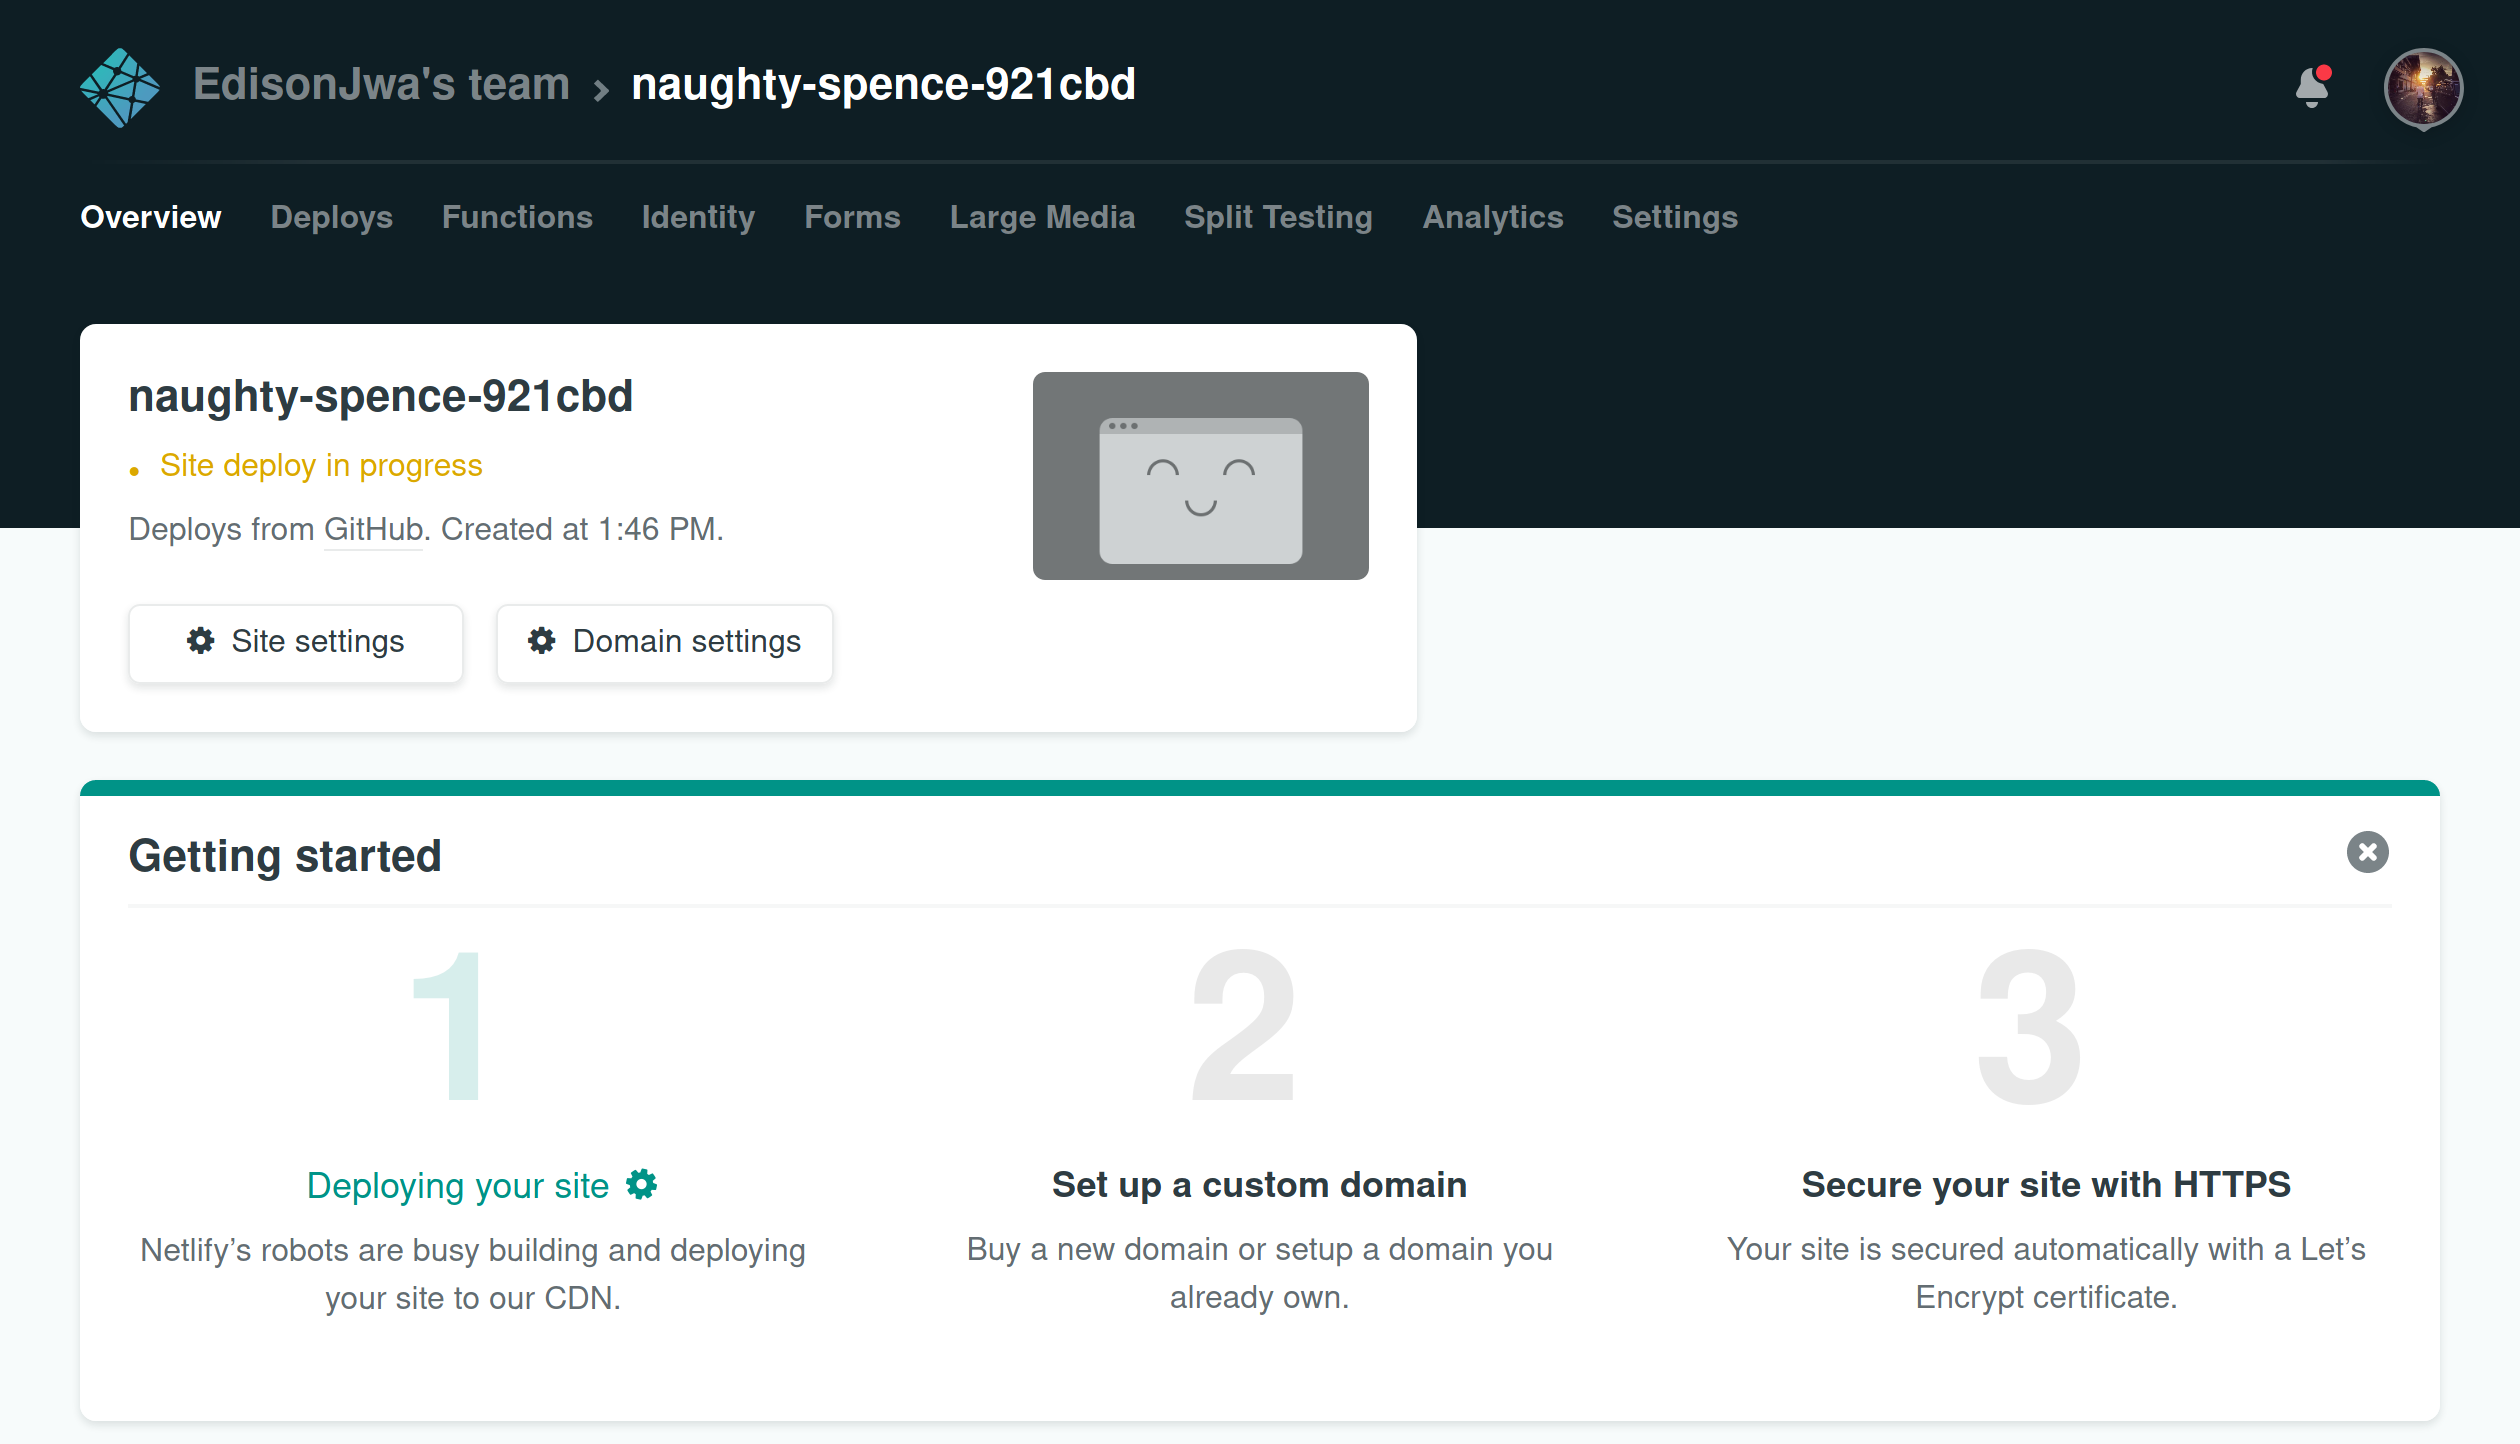 EdisonJwa's team › naughty-spence-921cbd
Overview Deploys Functions Identity Forms Large Media Split Testing Analytics Settings
naughty-spence-921cbd
• Site deploy in progress
Deploys from GitHub. Created at 1:46 PM.
Site settings
Domain settings
Getting started
1
Deploying your site
Netlify’s robots are busy building and deploying
your site to our CDN.
2
Set up a custom domain
Buy a new domain or setup a domain you
already own.
3
Secure your site with HTTPS
Your site is secured automatically with a Let’s
Encrypt certificate.